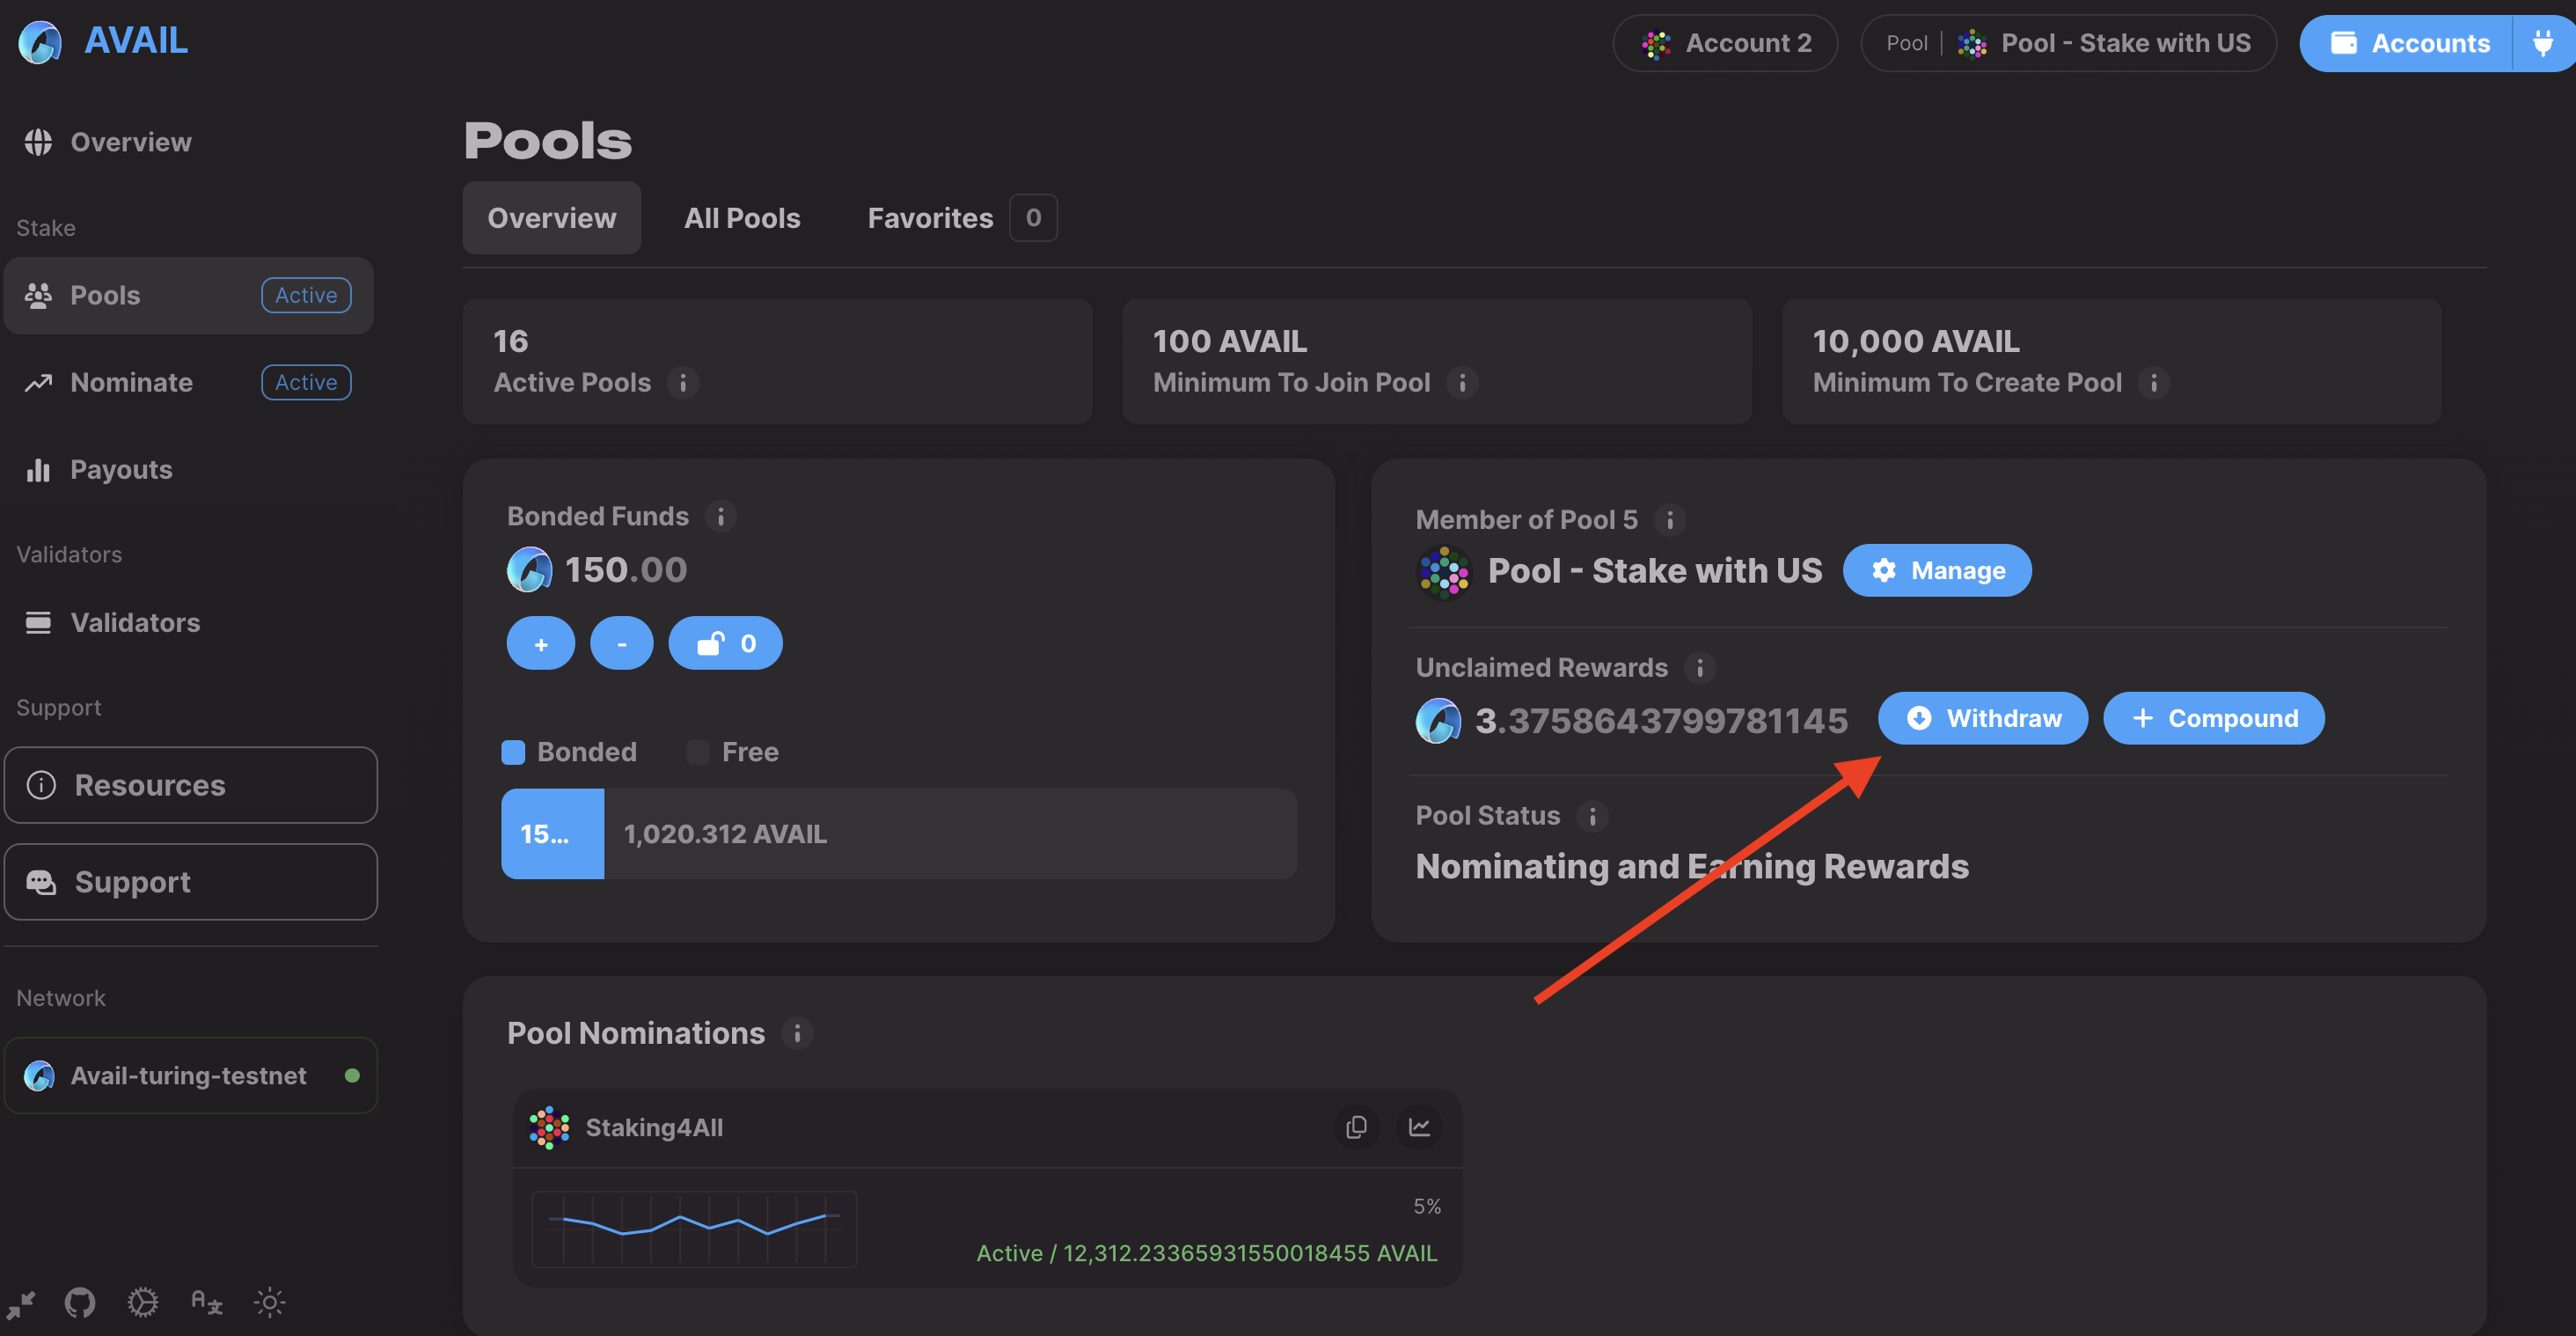 AVAIL
Account 2
Pool | Pool - Stake with US
Accounts
Overview
Stake
Pools Active
Nominate Active
Payouts
Validators
Validators
Support
Resources
Support
Network
Avail-turing-testnet
Pools
Overview All Pools Favorites 0
16
Active Pools
100 AVAIL
Minimum To Join Pool
10,000 AVAIL
Minimum To Create Pool
Bonded Funds
150.00
+ - 0
Bonded Free
15... 1,020.312 AVAIL
Member of Pool 5
Pool - Stake with US Manage
Unclaimed Rewards
3.3758643799781145 Withdraw + Compound
Pool Status
Nominating and Earning Rewards
Pool Nominations
Staking4All
5%
Active / 12,312.23365931550018455 AVAIL